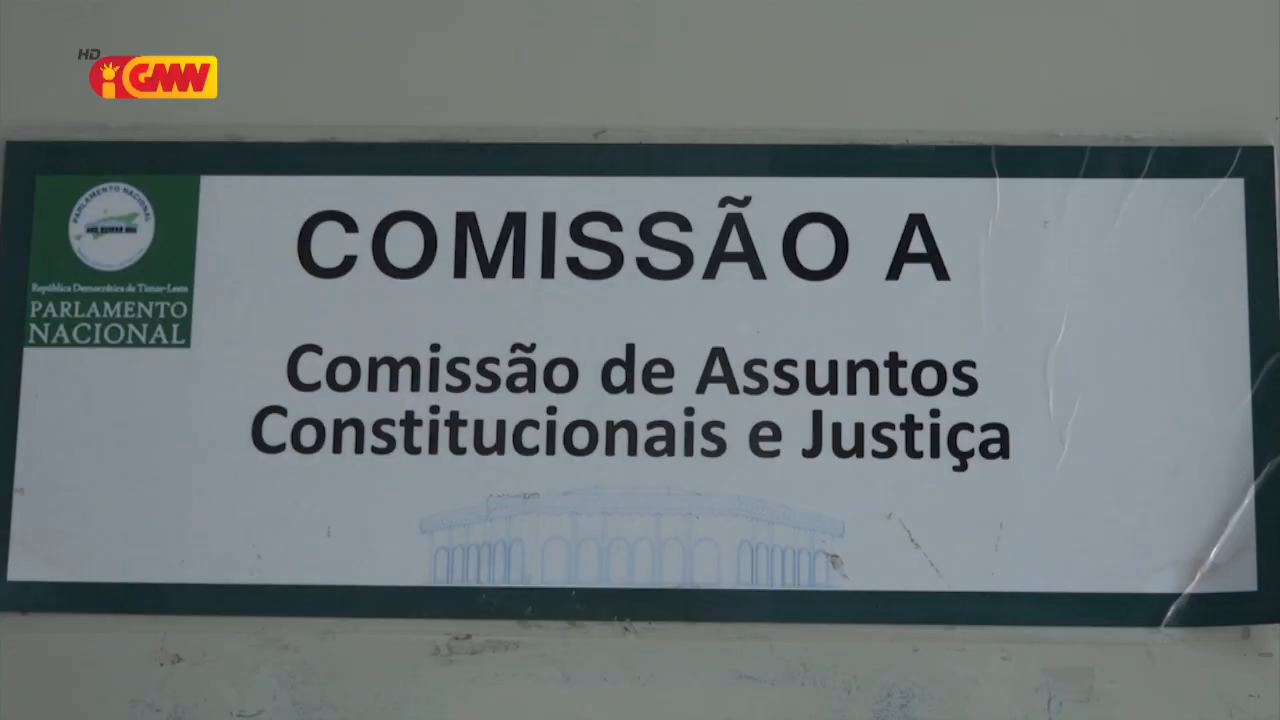 HD
GMN
PARLAMENTO NACIONAL
República Democrática de Timor-Leste
PARLAMENTO
NACIONAL
COMISSÃO A
Comissão de Assuntos
Constitucionais e Justiça